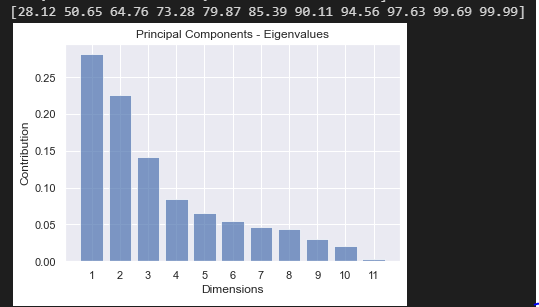 [28.12 50.65 64.76 73.28 79.87 85.39 90.11 94.56 97.63 99.69 99.99]
Principal Components - Eigenvalues
Contribution
0.25
0.20
0.15
0.10
0.05
0.00
1 2 3 4 5 6 7 8 9 10 11
Dimensions